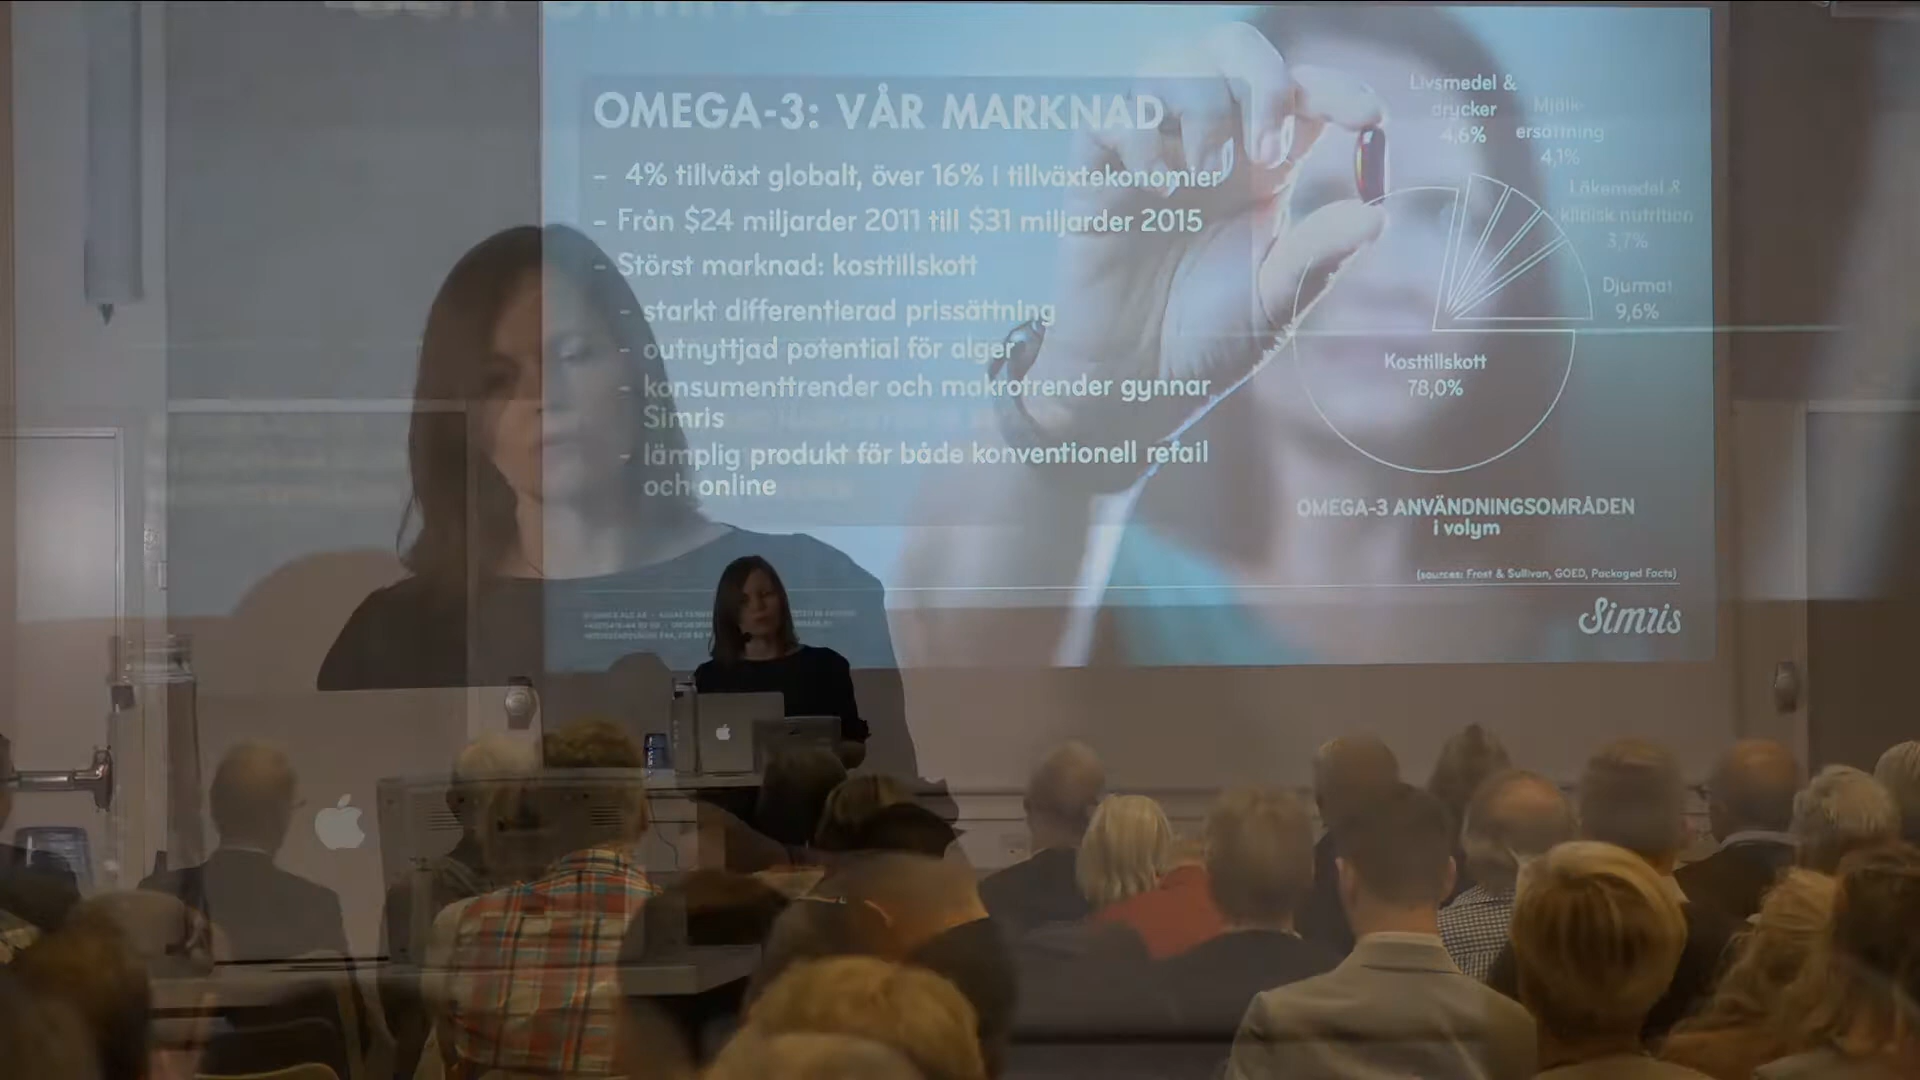 OMEGA-3: VÅR MARKNAD
- 4% tillväxt globalt, över 16% i tillväxtekonomier
- Från $24 miljarder 2011 till $31 miljarder 2015
- Störst marknad: kosttillskott
- starkt differentierad prissättning
- outnyttjad potential för alger
- konsumenttrender och makrotrender gynnar
Simris
- lämplig produkt för både konventionell retail
och online
Livsmedel &
drycker
4,6%
Mjölk-
ersättning
4,1%
Läkemedel &
klinisk nutrition
3,7%
Djurmat
9,6%
Kosttillskott
78,0%
OMEGA-3 ANVÄNDNINGSOMRÅDEN
i volym
(sources: Frost & Sullivan, GOED, Packaged Facts)
Simris